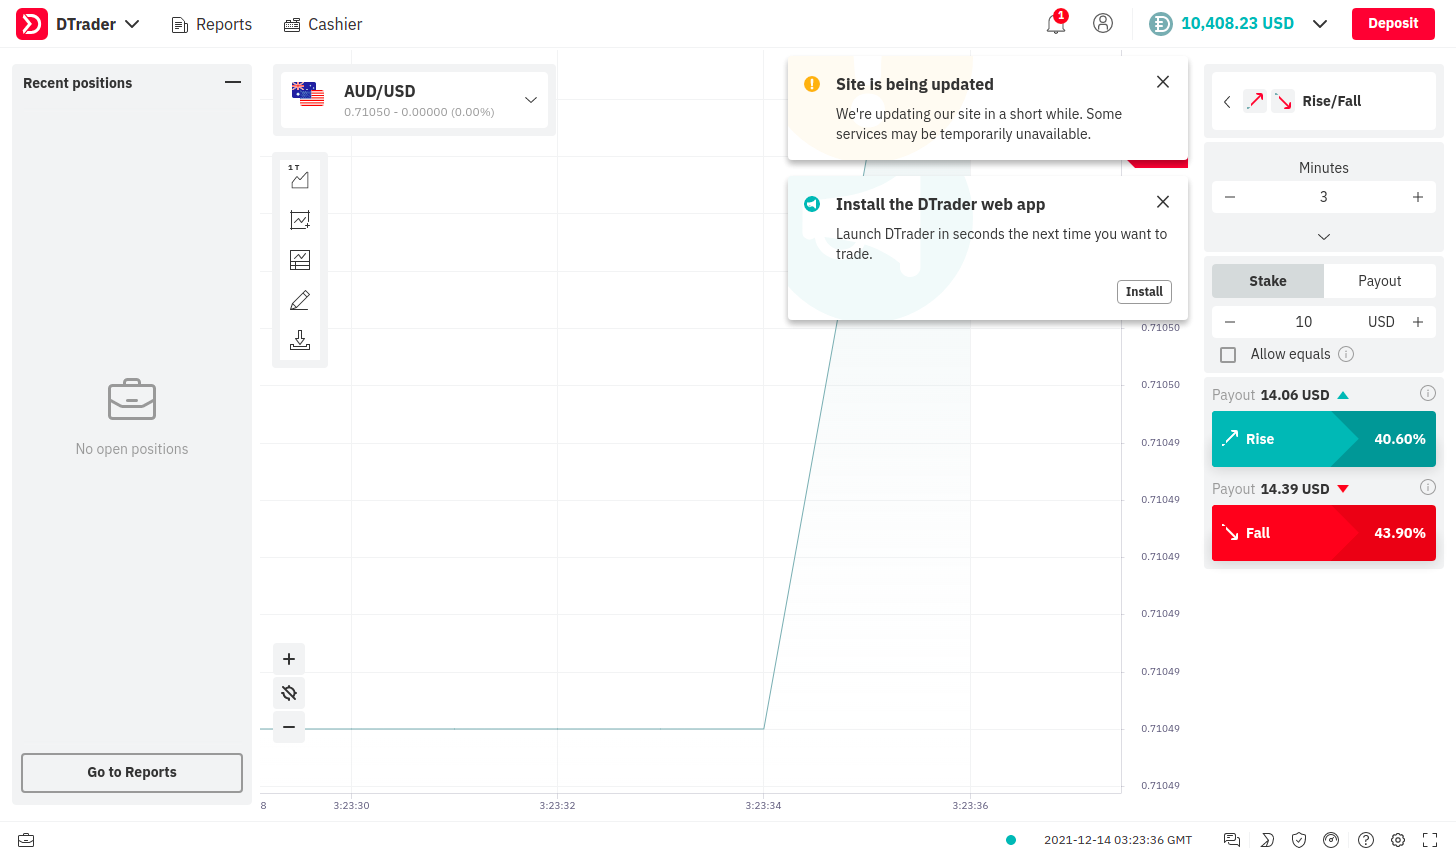 DTrader
Reports
Cashier
1
10,408.23 USD
Deposit
Recent positions
No open positions
Go to Reports
AUD/USD
0.71050 - 0.00000 (0.00%)
1 T
Site is being updated
We're updating our site in a short while. Some
services may be temporarily unavailable.
Install the DTrader web app
Launch DTrader in seconds the next time you want to
trade.
Install
0.71050
0.71050
0.71049
0.71049
0.71049
0.71049
0.71049
0.71049
0.71049
8
3:23:30
3:23:32
3:23:34
3:23:36
Rise/Fall
Minutes
3
Stake
Payout
10
USD
Allow equals
Payout 14.06 USD
Rise
40.60%
Payout 14.39 USD
Fall
43.90%
2021-12-14 03:23:36 GMT